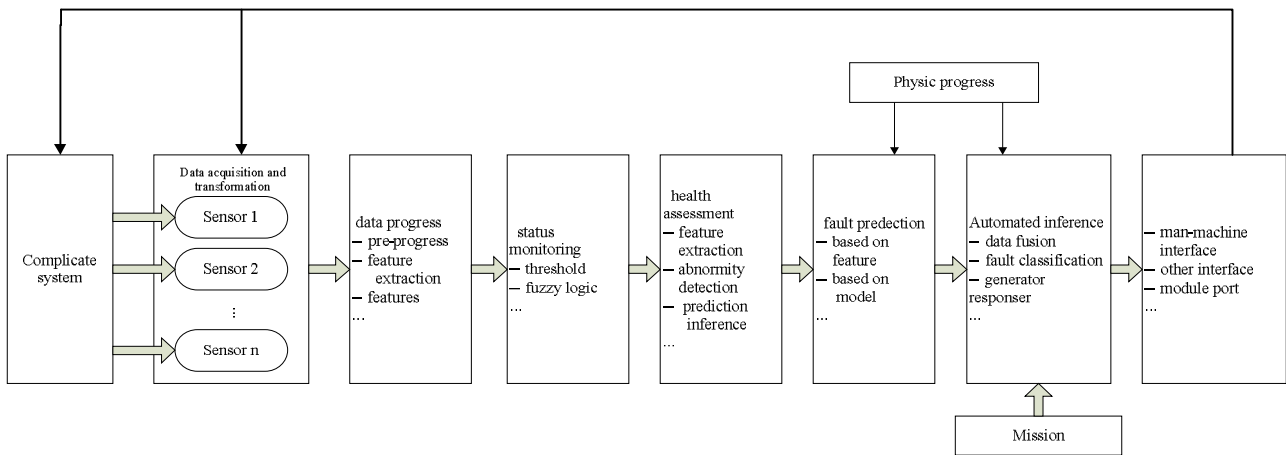 Physic progress
Complicate
system
Data acquisition and
transformation
Sensor 1
Sensor 2
...
Sensor n
data progress
— pre-progress
— feature
extraction
— features
...
status
monitoring
— threshold
— fuzzy logic
...
health
assessment
— feature
extraction
— abnormity
detection
— prediction
inference
...
fault predection
— based on
feature
— based on
model
...
Automated inference
— data fusion
— fault classification
— generator
responser
...
— man-machine
interface
— other interface
— module port
...
Mission